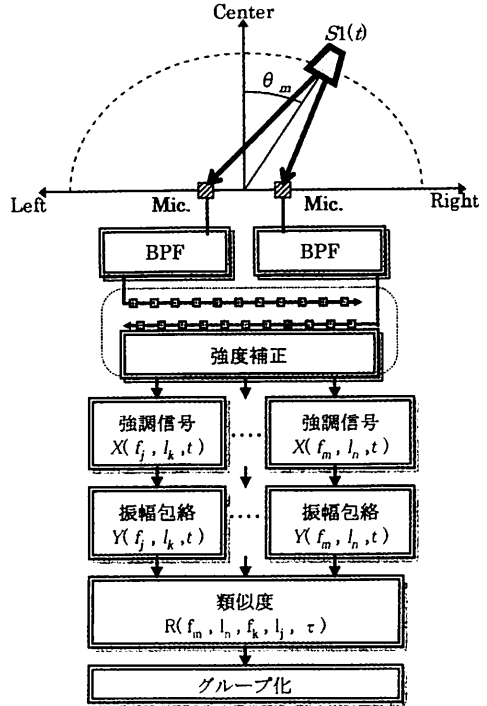 Center
S1(t)
θ m
Left
Mic.
Mic.
Right
BPF
BPF
強度補正
強調信号
X( fj , lk ,t)
強調信号
X( fm , ln ,t)
振幅包絡
Y( fj , lk ,t)
振幅包絡
Y( fm , ln ,t)
類似度
R( fm , ln , fk , lj , τ )
グループ化